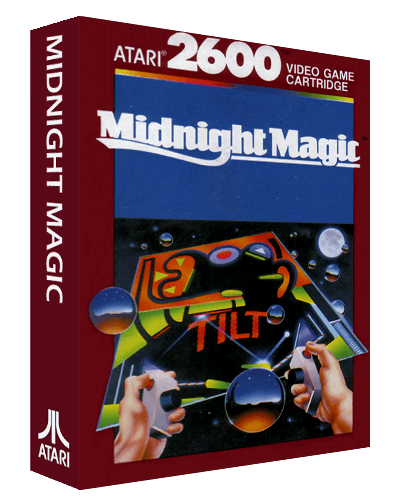 ATARI® 2600 VIDEO GAME
CARTRIDGE
Midnight Magic
TILT
MIDNIGHT MAGIC
ATARI